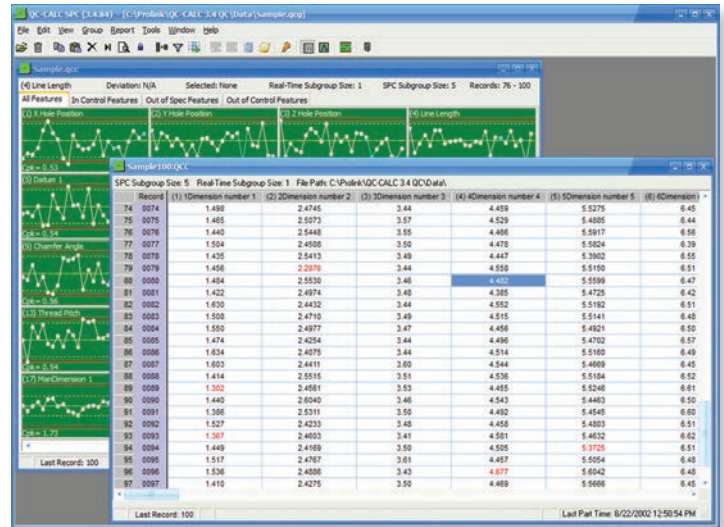 QC-CALC SPC (3.4.84) - [C:\Prolink\QC-CALC 3.4 QC\Data\Sample.qcg]
File Edit View Group Report Tools Window Help
Sample.qcc
(4) Line Length Deviation: N/A Selected: None Real-Time Subgroup Size: 1 SPC Subgroup Size: 5 Records: 76 - 100
All Features In Control Features Out of Spec Features Out of Control Features
(1) X Hole Position (2) Y Hole Position (3) Z Hole Position (4) Line Length
Cpk= 0.53
(5) Datum 1
Cpk= 0.54
(9) Chamfer Angle
Cpk= 0.56
(13) Thread Pitch
Cpk= 0.54
(17) ManDimension 1
Cpk= 1.73
Last Record: 100
Sample100.QCC
SPC Subgroup Size: 5 Real-Time Subgroup Size: 1 File Path: C:\Prolink\QC-CALC 3.4 QC\Data\
Record (1) 1Dimension number 1 (2) 2Dimension number 2 (3) 3Dimension number 3 (4) 4Dimension number 4 (5) 5Dimension number 5 (6) 6Dimension
74 0074 1.498 2.4745 3.44 4.459 5.5275 6.45
75 0075 1.465 2.5073 3.57 4.529 5.4885 6.44
76 0076 1.440 2.5448 3.55 4.466 5.5917 6.56
77 0077 1.504 2.4508 3.50 4.478 5.5824 6.39
78 0078 1.435 2.5413 3.49 4.447 5.3902 6.55
79 0079 1.456 2.2876 3.44 4.558 5.5150 6.51
80 0080 1.484 2.5530 3.46 4.482 5.5599 6.47
81 0081 1.422 2.4974 3.48 4.385 5.4725 6.42
82 0082 1.630 2.4432 3.44 4.552 5.5192 6.51
83 0083 1.508 2.4710 3.49 4.515 5.5141 6.48
84 0084 1.550 2.4977 3.47 4.456 5.4921 6.50
85 0085 1.474 2.4254 3.44 4.496 5.4702 6.57
86 0086 1.634 2.4075 3.44 4.514 5.5160 6.49
87 0087 1.603 2.4411 3.60 4.544 5.4669 6.45
88 0088 1.414 2.5515 3.51 4.536 5.5184 6.52
89 0089 1.302 2.4561 3.53 4.455 5.5246 6.61
90 0090 1.440 2.6040 3.46 4.543 5.4463 6.50
91 0091 1.386 2.5311 3.50 4.492 5.4545 6.60
92 0092 1.527 2.4233 3.48 4.458 5.4803 6.51
93 0093 1.367 2.4603 3.41 4.581 5.4632 6.62
94 0094 1.449 2.4169 3.50 4.505 5.3725 6.51
95 0095 1.517 2.4767 3.61 4.457 5.5054 6.48
96 0096 1.536 2.4886 3.43 4.677 5.6042 6.48
97 0097 1.410 2.4275 3.50 4.469 5.5666 6.45
Last Record: 100 Last Part Time: 8/22/2002 12:50:54 PM